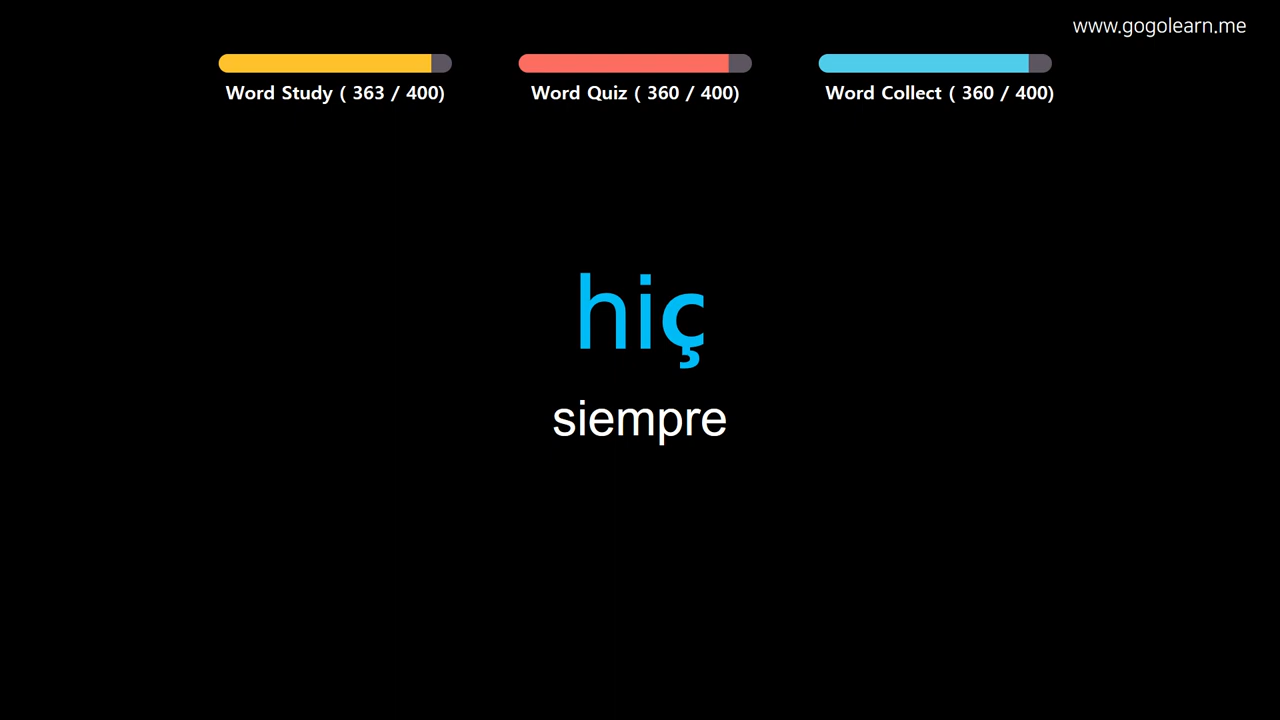 www.gogolearn.me
Word Study ( 363 / 400)
Word Quiz ( 360 / 400)
Word Collect ( 360 / 400)
hiç
siempre